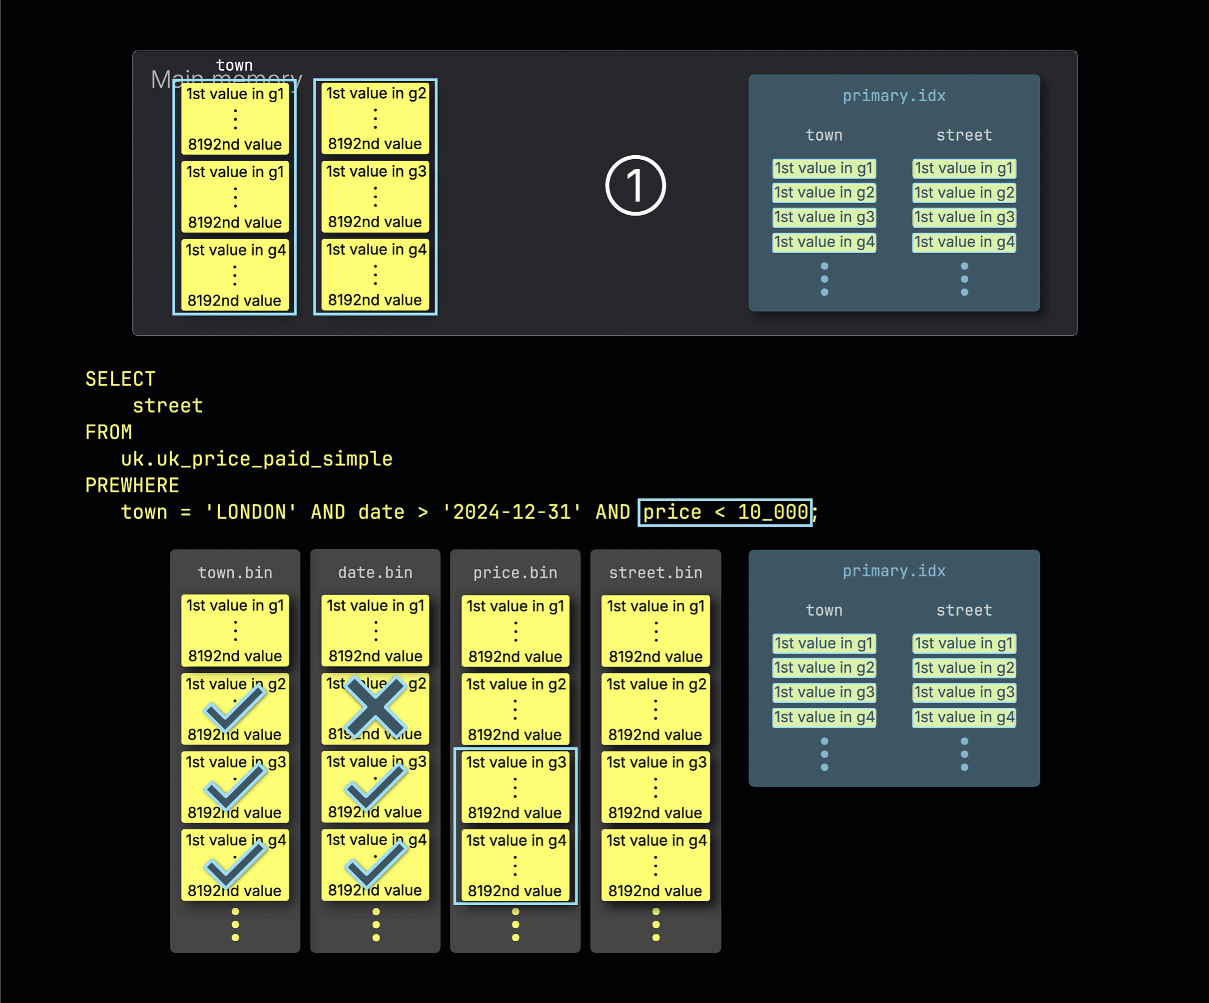 town
Main memory
1st value in g1
8192nd value
1st value in g1
8192nd value
1st value in g4
8192nd value
1st value in g2
8192nd value
1st value in g3
8192nd value
1st value in g4
8192nd value
1
primary.idx
town street
1st value in g1 1st value in g1
1st value in g2 1st value in g2
1st value in g3 1st value in g3
1st value in g4 1st value in g4
SELECT
street
FROM
uk.uk_price_paid_simple
PREWHERE
town = 'LONDON' AND date > '2024-12-31' AND price < 10_000;
town.bin
1st value in g1
8192nd value
1st value in g2
8192nd value
1st value in g3
8192nd value
1st value in g4
8192nd value
date.bin
1st value in g1
8192nd value
1st value g2
8192nd value
1st value in g3
8192nd value
1st value in g4
8192nd value
price.bin
1st value in g1
8192nd value
1st value in g2
8192nd value
1st value in g3
8192nd value
1st value in g4
8192nd value
street.bin
1st value in g1
8192nd value
1st value in g2
8192nd value
1st value in g3
8192nd value
1st value in g4
8192nd value
primary.idx
town street
1st value in g1 1st value in g1
1st value in g2 1st value in g2
1st value in g3 1st value in g3
1st value in g4 1st value in g4